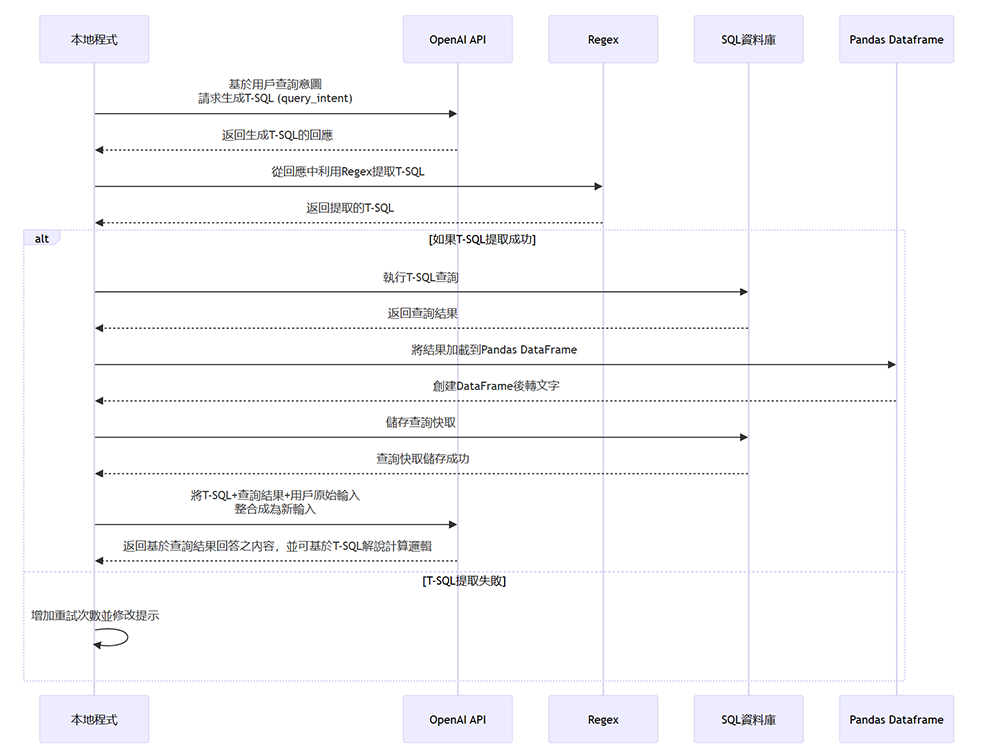 本地程式
OpenAI API
Regex
SQL資料庫
Pandas Dataframe
基於用戶查詢意圖
請求生成T-SQL (query_intent)
返回生成T-SQL的回應
從回應中利用Regex提取T-SQL
返回提取的T-SQL
alt
[如果T-SQL提取成功]
執行T-SQL查詢
返回查詢結果
將結果加載到Pandas DataFrame
創建DataFrame後轉文字
儲存查詢快取
查詢快取儲存成功
將T-SQL+查詢結果+用戶原始輸入
整合成為新輸入
返回基於查詢結果回答之內容，並可基於T-SQL解說計算邏輯
[T-SQL提取失敗]
增加重試次數並修改提示
本地程式
OpenAI API
Regex
SQL資料庫
Pandas Dataframe